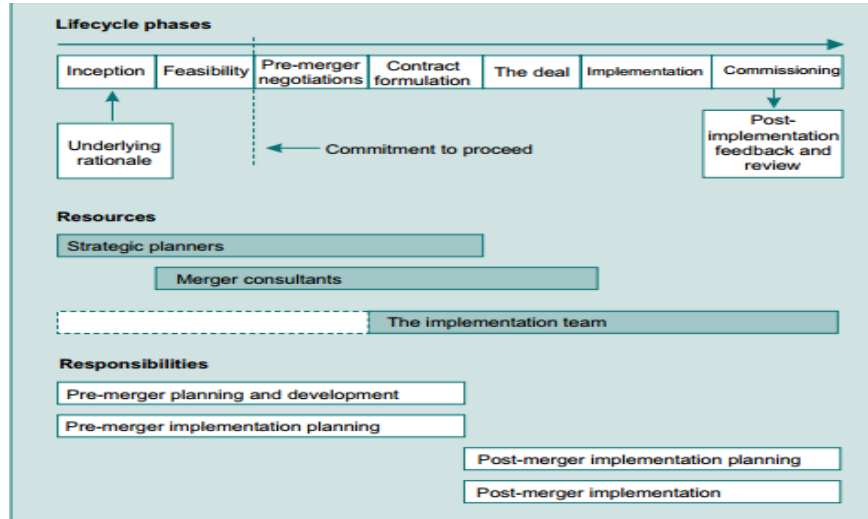 Lifecycle phases
Inception
Feasibility
Pre-merger
negotiations
Contract
formulation
The deal
Implementation
Commissioning
Underlying
rationale
Commitment to proceed
Post-
implementation
feedback and
review
Resources
Strategic planners
Merger consultants
The implementation team
Responsibilities
Pre-merger planning and development
Pre-merger implementation planning
Post-merger implementation planning
Post-merger implementation